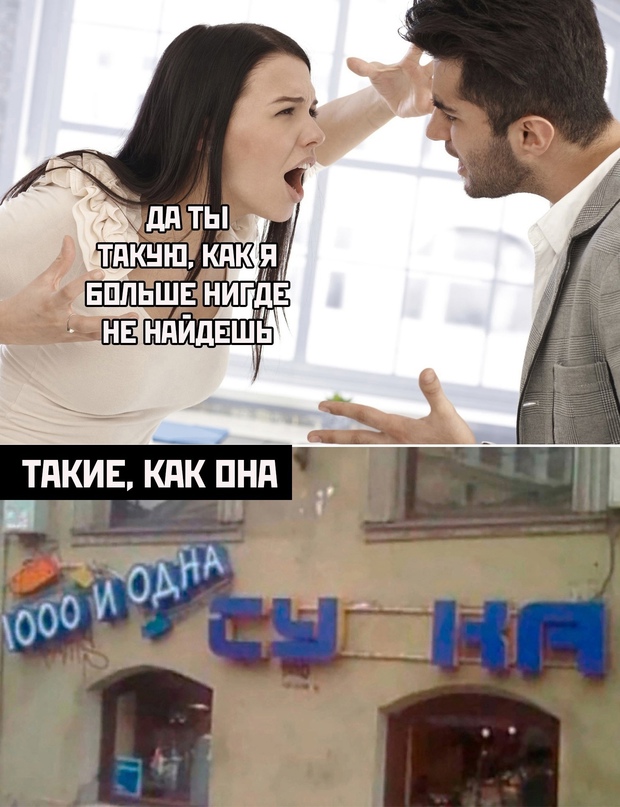 ДА ТЫ
ТАКУЮ, КАК Я
БОЛЬШЕ НИГДЕ
НЕ НАЙДЕШЬ
ТАКИЕ, КАК ОНА
1000 И ОДНА
СУ КА